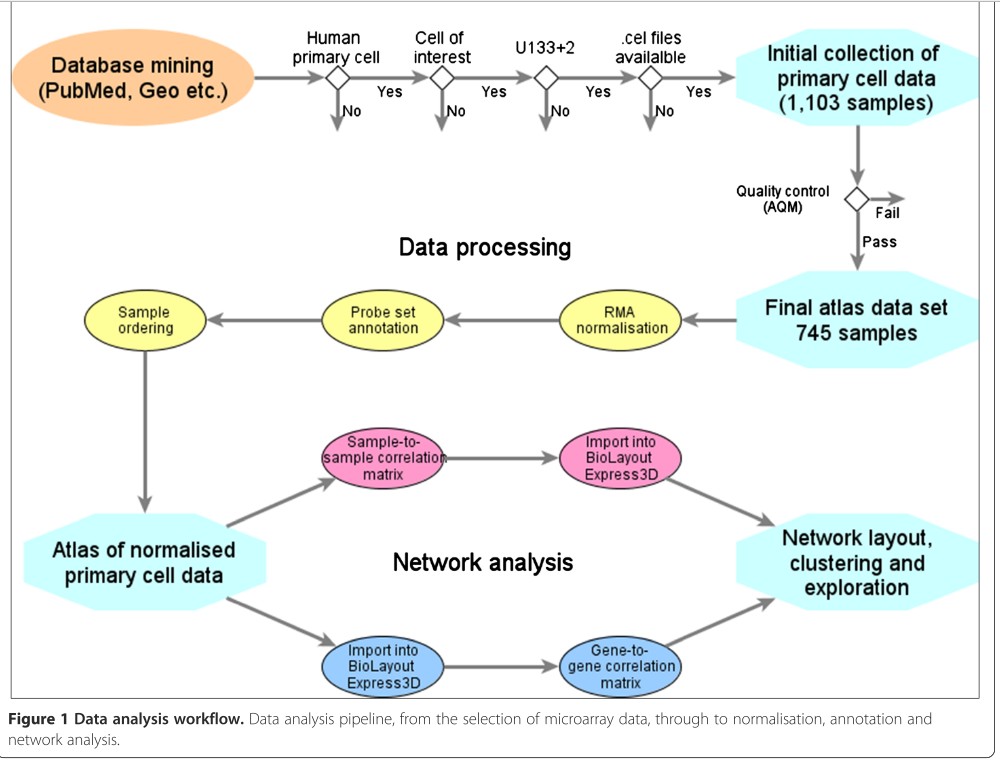 Database mining
(PubMed, Geo etc.)
Human
primary cell
Yes
No
Cell of
interest
Yes
No
U133+2
Yes
No
.cel files
available
Yes
No
Initial collection of
primary cell data
(1,103 samples)
Quality control
(AQM)
Fail
Pass
Data processing
Final atlas data set
745 samples
RMA
normalisation
Probe set
annotation
Sample
ordering
Sample-to-
sample correlation
matrix
Import into
BioLayout
Express3D
Atlas of normalised
primary cell data
Network analysis
Network layout,
clustering and
exploration
Import into
BioLayout
Express3D
Gene-to-
gene correlation
matrix
Figure 1 Data analysis workflow. Data analysis pipeline, from the selection of microarray data, through to normalisation, annotation and
network analysis.